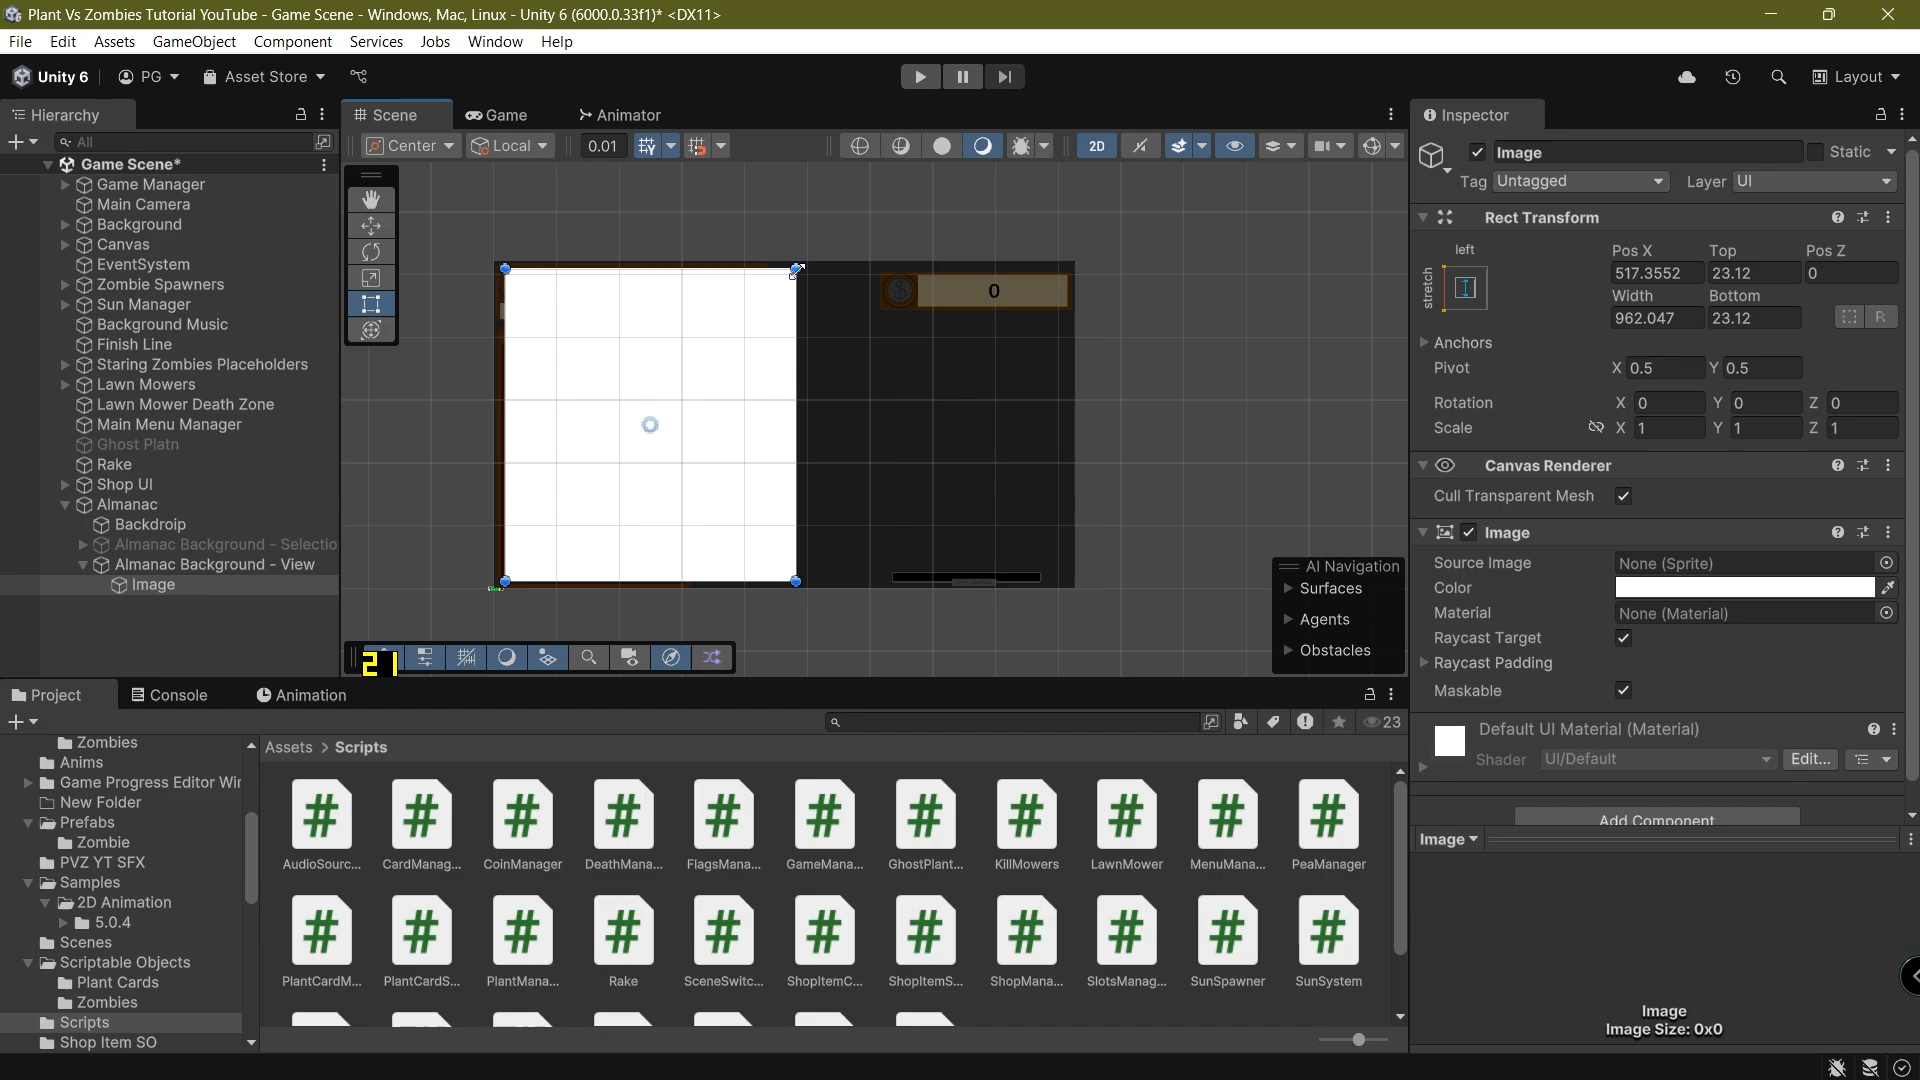 Plant Vs Zombies Tutorial YouTube - Game Scene - Windows, Mac, Linux - Unity 6 (6000.0.33f1)* <DX11>
File Edit Assets GameObject Component Services Jobs Window Help
Unity 6 PG Asset Store Layout
Hierarchy
All
Game Scene*
Game Manager
Main Camera
Background
Canvas
EventSystem
Zombie Spawners
Sun Manager
Background Music
Finish Line
Staring Zombies Placeholders
Lawn Mowers
Lawn Mower Death Zone
Main Menu Manager
Ghost Platn
Rake
Shop UI
Almanac
Backdroip
Almanac Background - Selectio
Almanac Background - View
Image
Scene Game Animator
Center Local 0.01 2D
0
21
AI Navigation
Surfaces
Agents
Obstacles
Inspector
Image Static
Tag Untagged Layer UI
Rect Transform
left
stretch
Pos X Top Pos Z
517.3552 23.12 0
Width Bottom
962.047 23.12 R
Anchors
Pivot X 0.5 Y 0.5
Rotation X 0 Y 0 Z 0
Scale X 1 Y 1 Z 1
Canvas Renderer
Cull Transparent Mesh
Image
Source Image None (Sprite)
Color
Material None (Material)
Raycast Target
Raycast Padding
Maskable
Default UI Material (Material)
Shader UI/Default Edit...
Add Component
Image
Image
Image Size: 0x0
Project Console Animation
23
Zombies
Anims
Game Progress Editor Wir
New Folder
Prefabs
Zombie
PVZ YT SFX
Samples
2D Animation
5.0.4
Scenes
Scriptable Objects
Plant Cards
Zombies
Scripts
Shop Item SO
Assets > Scripts
AudioSourc... CardManag... CoinManager DeathMana... FlagsMana... GameMana... GhostPlant... KillMowers LawnMower MenuMana... PeaManager
PlantCardM... PlantCardS... PlantMana... Rake SceneSwitc... ShopItemC... ShopItemS... ShopMana... SlotsManag... SunSpawner SunSystem